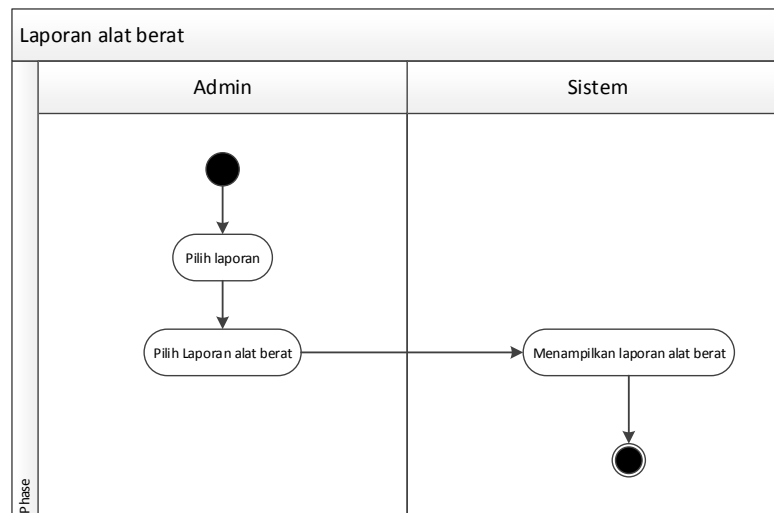 Laporan alat berat
Admin
Sistem
Pilih laporan
Pilih Laporan alat berat
Menampilkan laporan alat berat
Phase